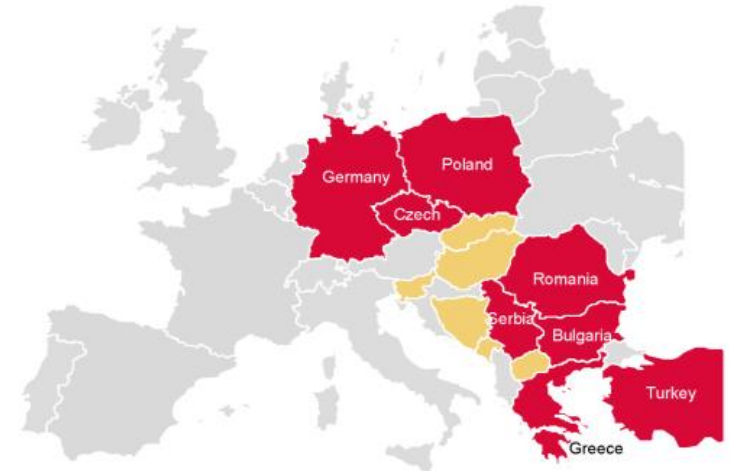 Poland
Germany
Czech
Romania
Serbia
Bulgaria
Turkey
Greece